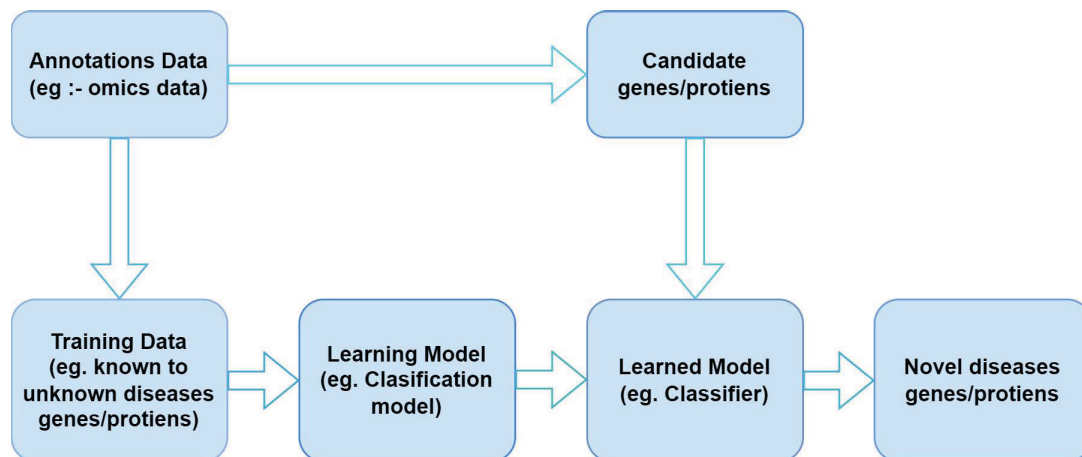 Annotations Data
(eg :- omics data)
Candidate
genes/protiens
Training Data
(eg. known to
unknown diseases
genes/protiens)
Learning Model
(eg. Clasification
model)
Learned Model
(eg. Classifier)
Novel diseases
genes/protiens